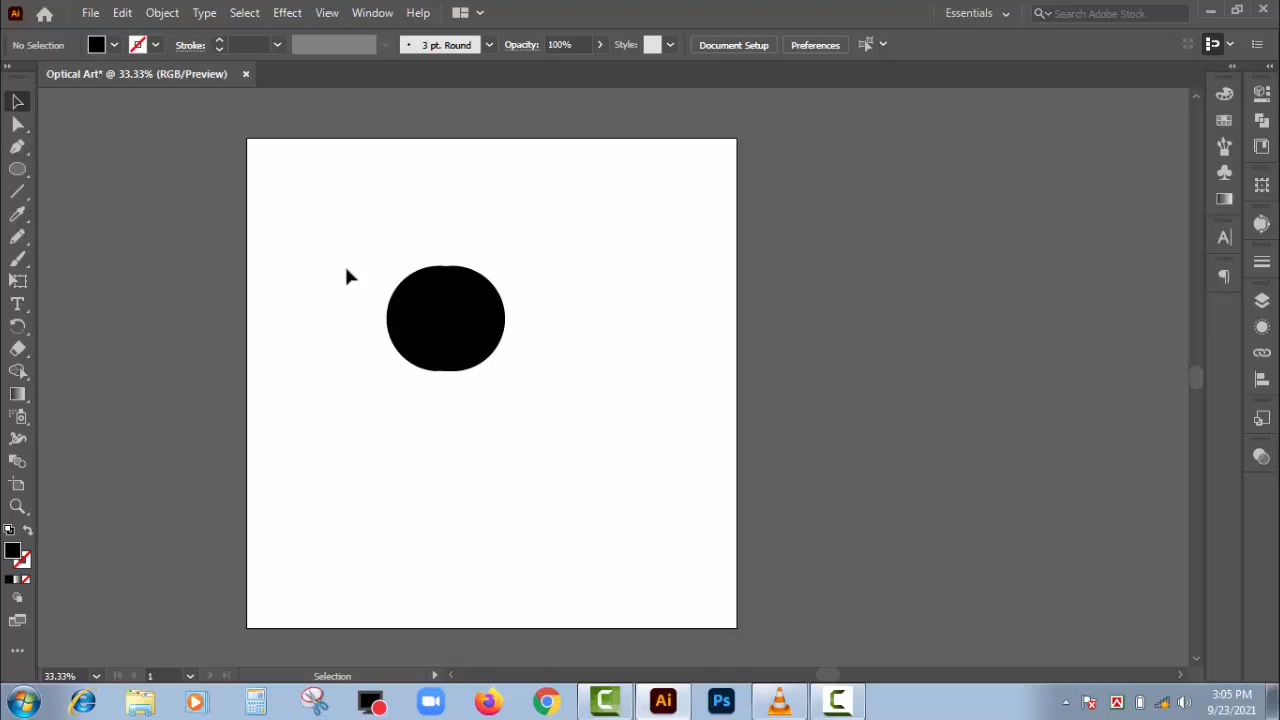 Ai File Edit Object Type Select Effect View Window Help Essentials Search Adobe Stock
No Selection Stroke: 3 pt. Round Opacity: 100% Style: Document Setup Preferences
Optical Art* @ 33.33% (RGB/Preview) ×
T
A
33.33% 1 Selection
Ai Ps
3:05 PM
9/23/2021